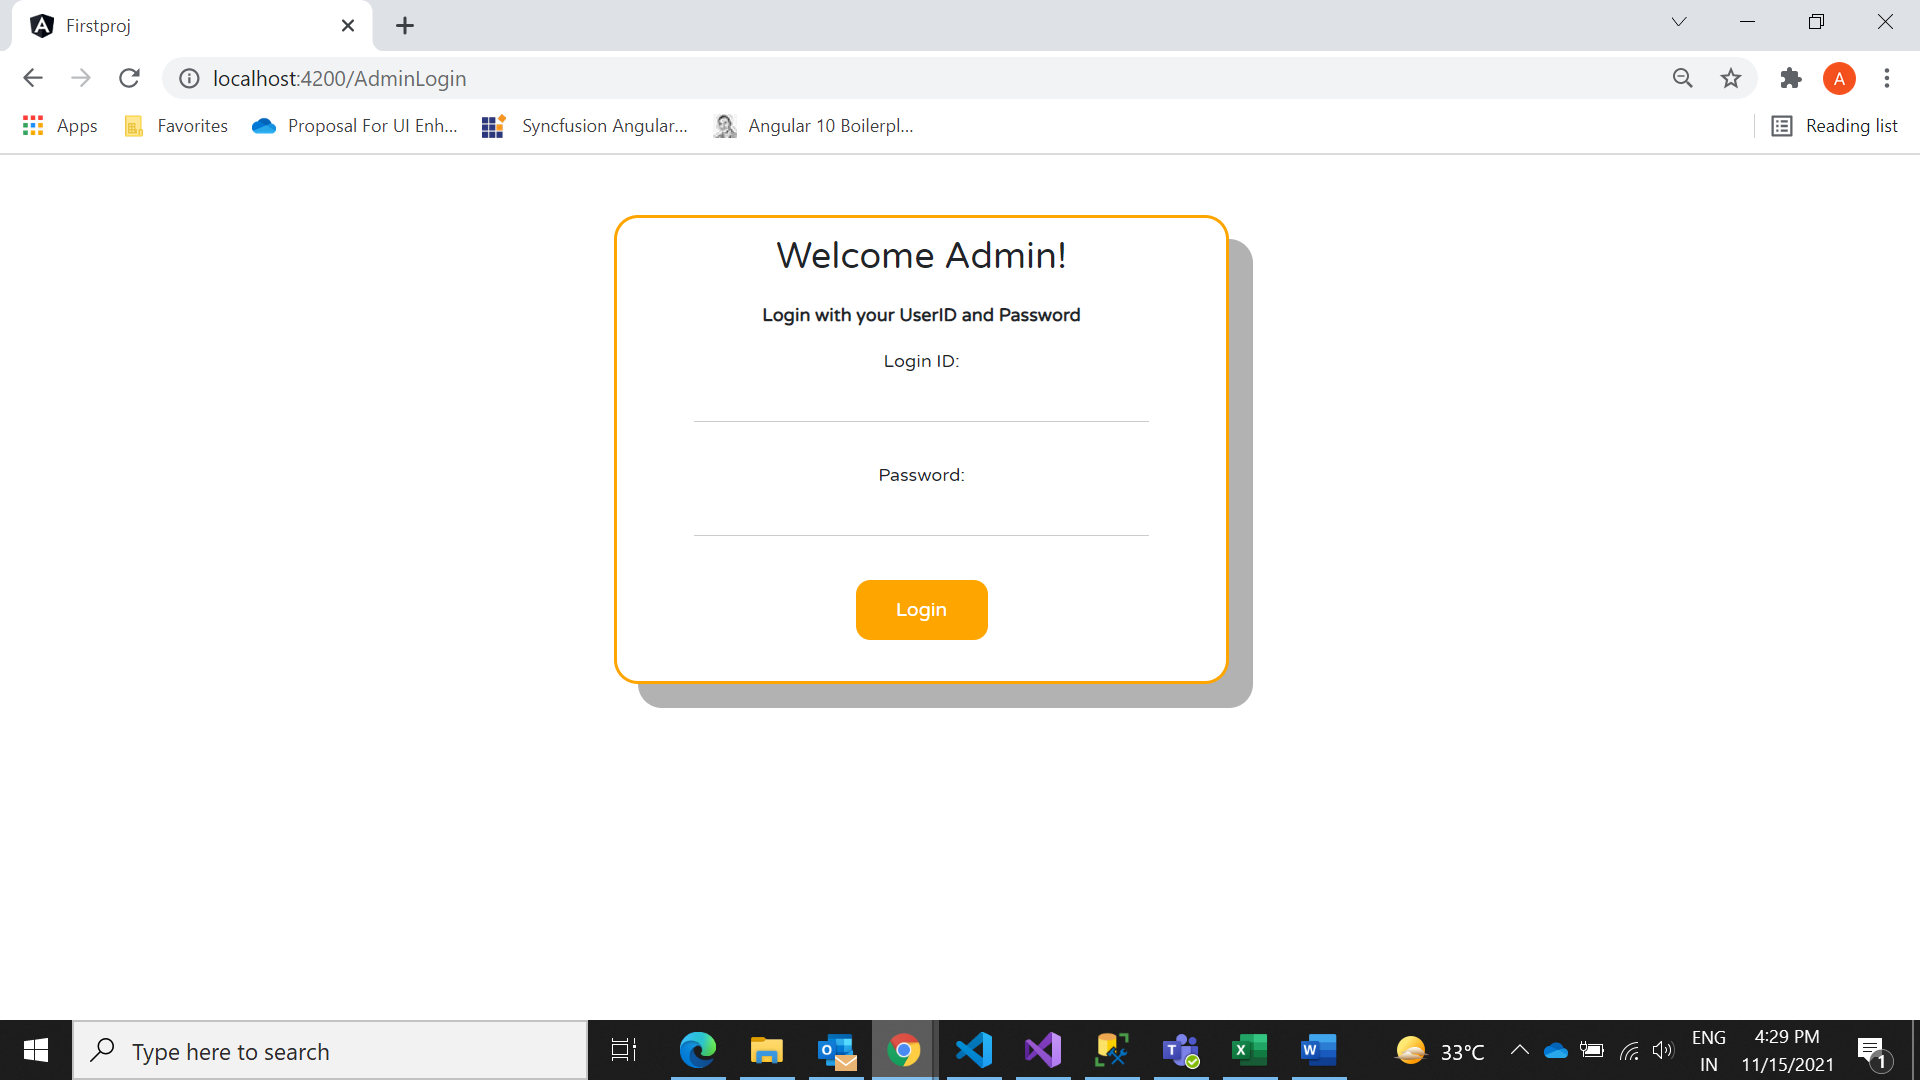 Firstproj
localhost:4200/AdminLogin
A
Apps
Favorites
Proposal For UI Enh...
Syncfusion Angular...
Angular 10 Boilerpl...
Reading list
Welcome Admin!
Login with your UserID and Password
Login ID:
Password:
Login
Type here to search
33°C
ENG
IN
4:29 PM
11/15/2021
1